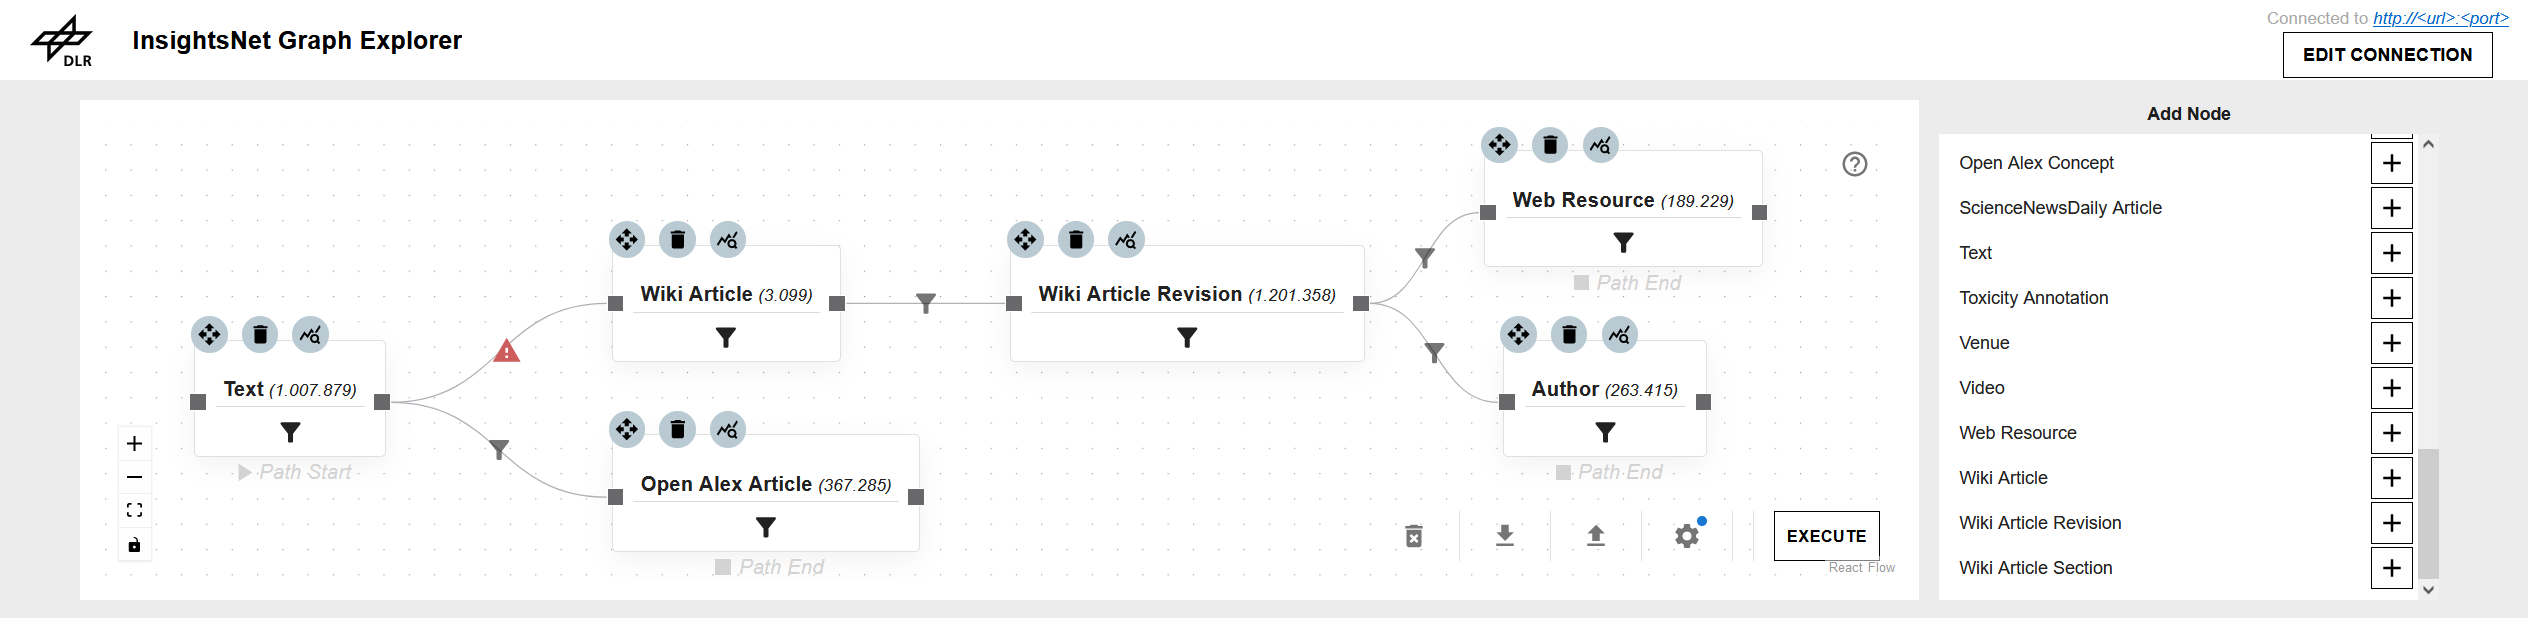 DLR
InsightsNet Graph Explorer
Connected to http://<url>:<port>
EDIT CONNECTION
Web Resource (189.229)
Path End
Wiki Article (3.099)
Wiki Article Revision (1.201.358)
Text (1.007.879)
Path Start
Author (263.415)
Path End
Open Alex Article (367.285)
Path End
EXECUTE
React Flow
Add Node
Open Alex Concept
ScienceNewsDaily Article
Text
Toxicity Annotation
Venue
Video
Web Resource
Wiki Article
Wiki Article Revision
Wiki Article Section